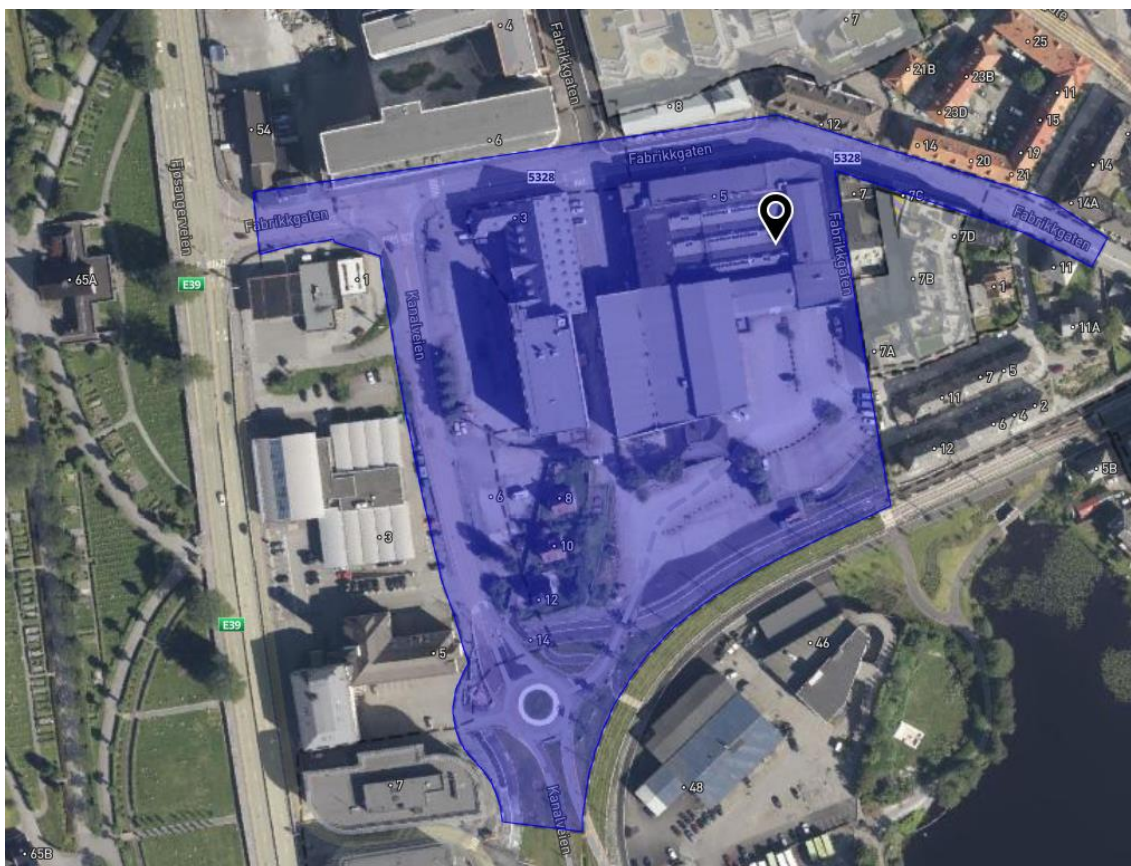 4
7
Fabrikkgaten
25
21B
23B
11
8
54
12
23D
15
6
14
20
19
14
Fjøsangerveien
Fabrikkgaten
5328
5328
21
5
7
7C
14A
Fabrikkgaten
3
Fabrikkgaten
Fabrikkgaten
7D
11
65A
1
7B
1
E39
Kanalveien
11A
7A
7
5
11
2
4
6
12
5B
6
8
3
10
12
E39
14
46
5
7
48
Kanalveien
65B